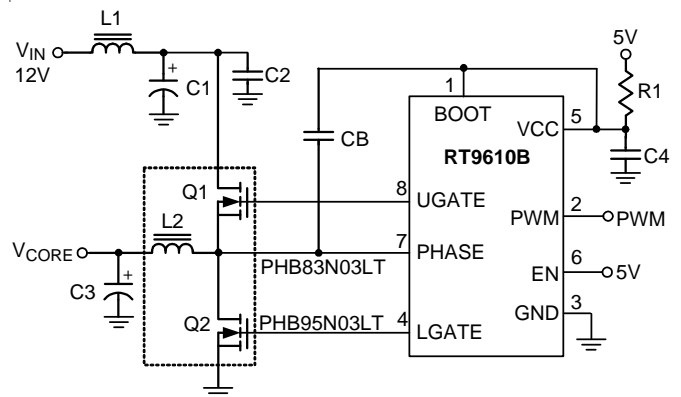 L1
5V
V_IN
12V
C1
+
C2
R1
1
BOOT
5
VCC
CB
RT9610B
C4
Q1
8
UGATE
L2
PWM
2
PWM
V_CORE
7
PHASE
PHB83N03LT
6
EN
5V
C3
+
3
GND
Q2
PHB95N03LT
4
LGATE